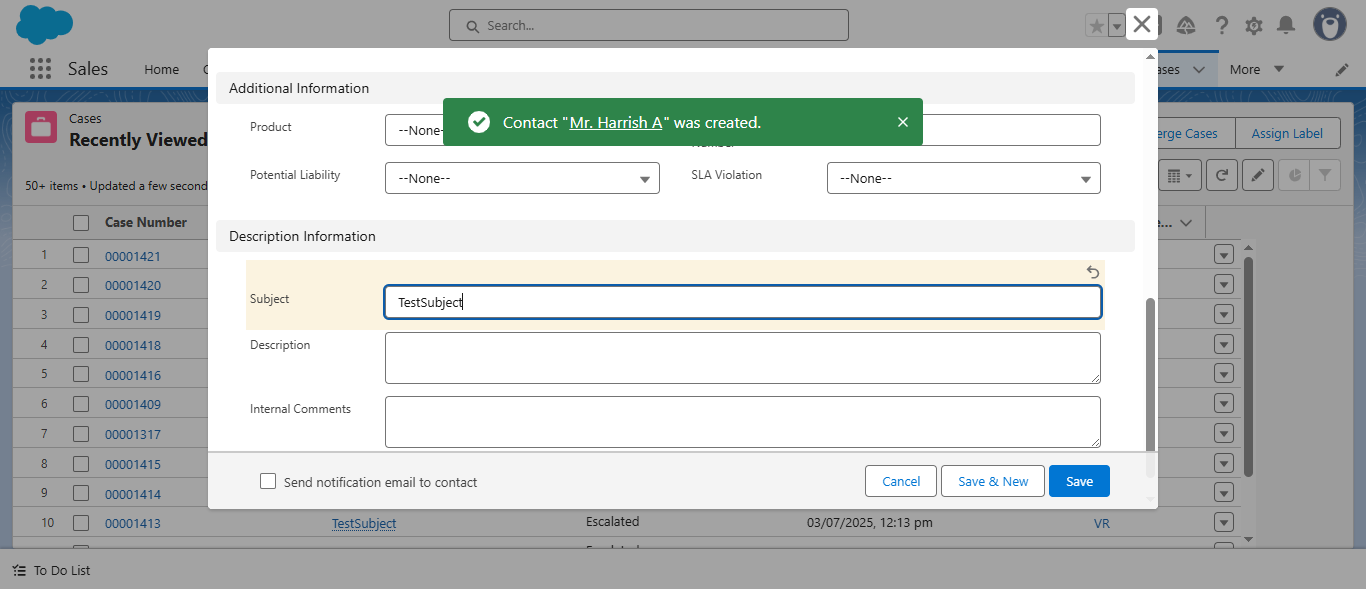 Search...
Sales
Home
More
Cases
Recently Viewed
Merge Cases
Assign Label
50+ items • Updated a few second
Additional Information
Contact "Mr. Harrish A" was created.
Product
--None-
Number
Potential Liability
--None--
SLA Violation
--None--
Description Information
Subject
TestSubject
Description
Internal Comments
Send notification email to contact
Cancel
Save & New
Save
Case Number
1 00001421
2 00001420
3 00001419
4 00001418
5 00001416
6 00001409
7 00001317
8 00001415
9 00001414
10 00001413 TestSubject Escalated 03/07/2025, 12:13 pm VR
To Do List